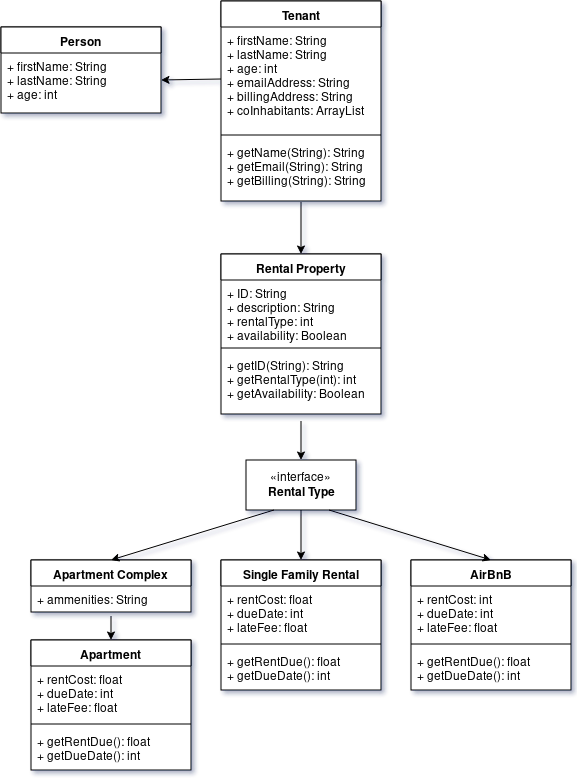 Person
+ firstName: String
+ lastName: String
+ age: int
Tenant
+ firstName: String
+ lastName: String
+ age: int
+ emailAddress: String
+ billingAddress: String
+ coInhabitants: ArrayList
+ getName(String): String
+ getEmail(String): String
+ getBilling(String): String
Rental Property
+ ID: String
+ description: String
+ rentalType: int
+ availability: Boolean
+ getID(String): String
+ getRentalType(int): int
+ getAvailability: Boolean
«interface»
Rental Type
Apartment Complex
+ ammenities: String
Apartment
+ rentCost: float
+ dueDate: int
+ lateFee: float
+ getRentDue(): float
+ getDueDate(): int
Single Family Rental
+ rentCost: float
+ dueDate: int
+ lateFee: float
+ getRentDue(): float
+ getDueDate(): int
AirBnB
+ rentCost: int
+ dueDate: int
+ lateFee: float
+ getRentDue(): float
+ getDueDate(): int